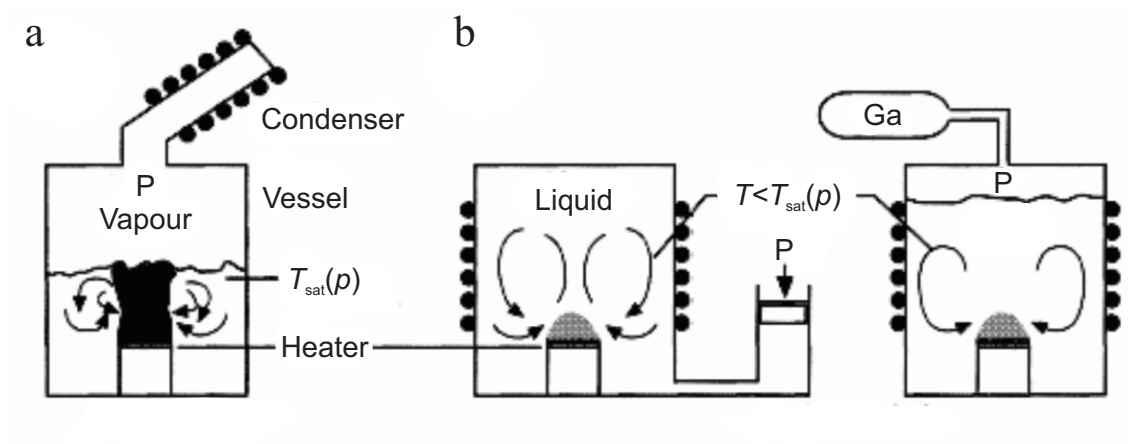 a
b
Condenser
Ga
P
Vapour
Vessel
Liquid
T<Tsat(p)
P
P
Tsat(p)
Heater